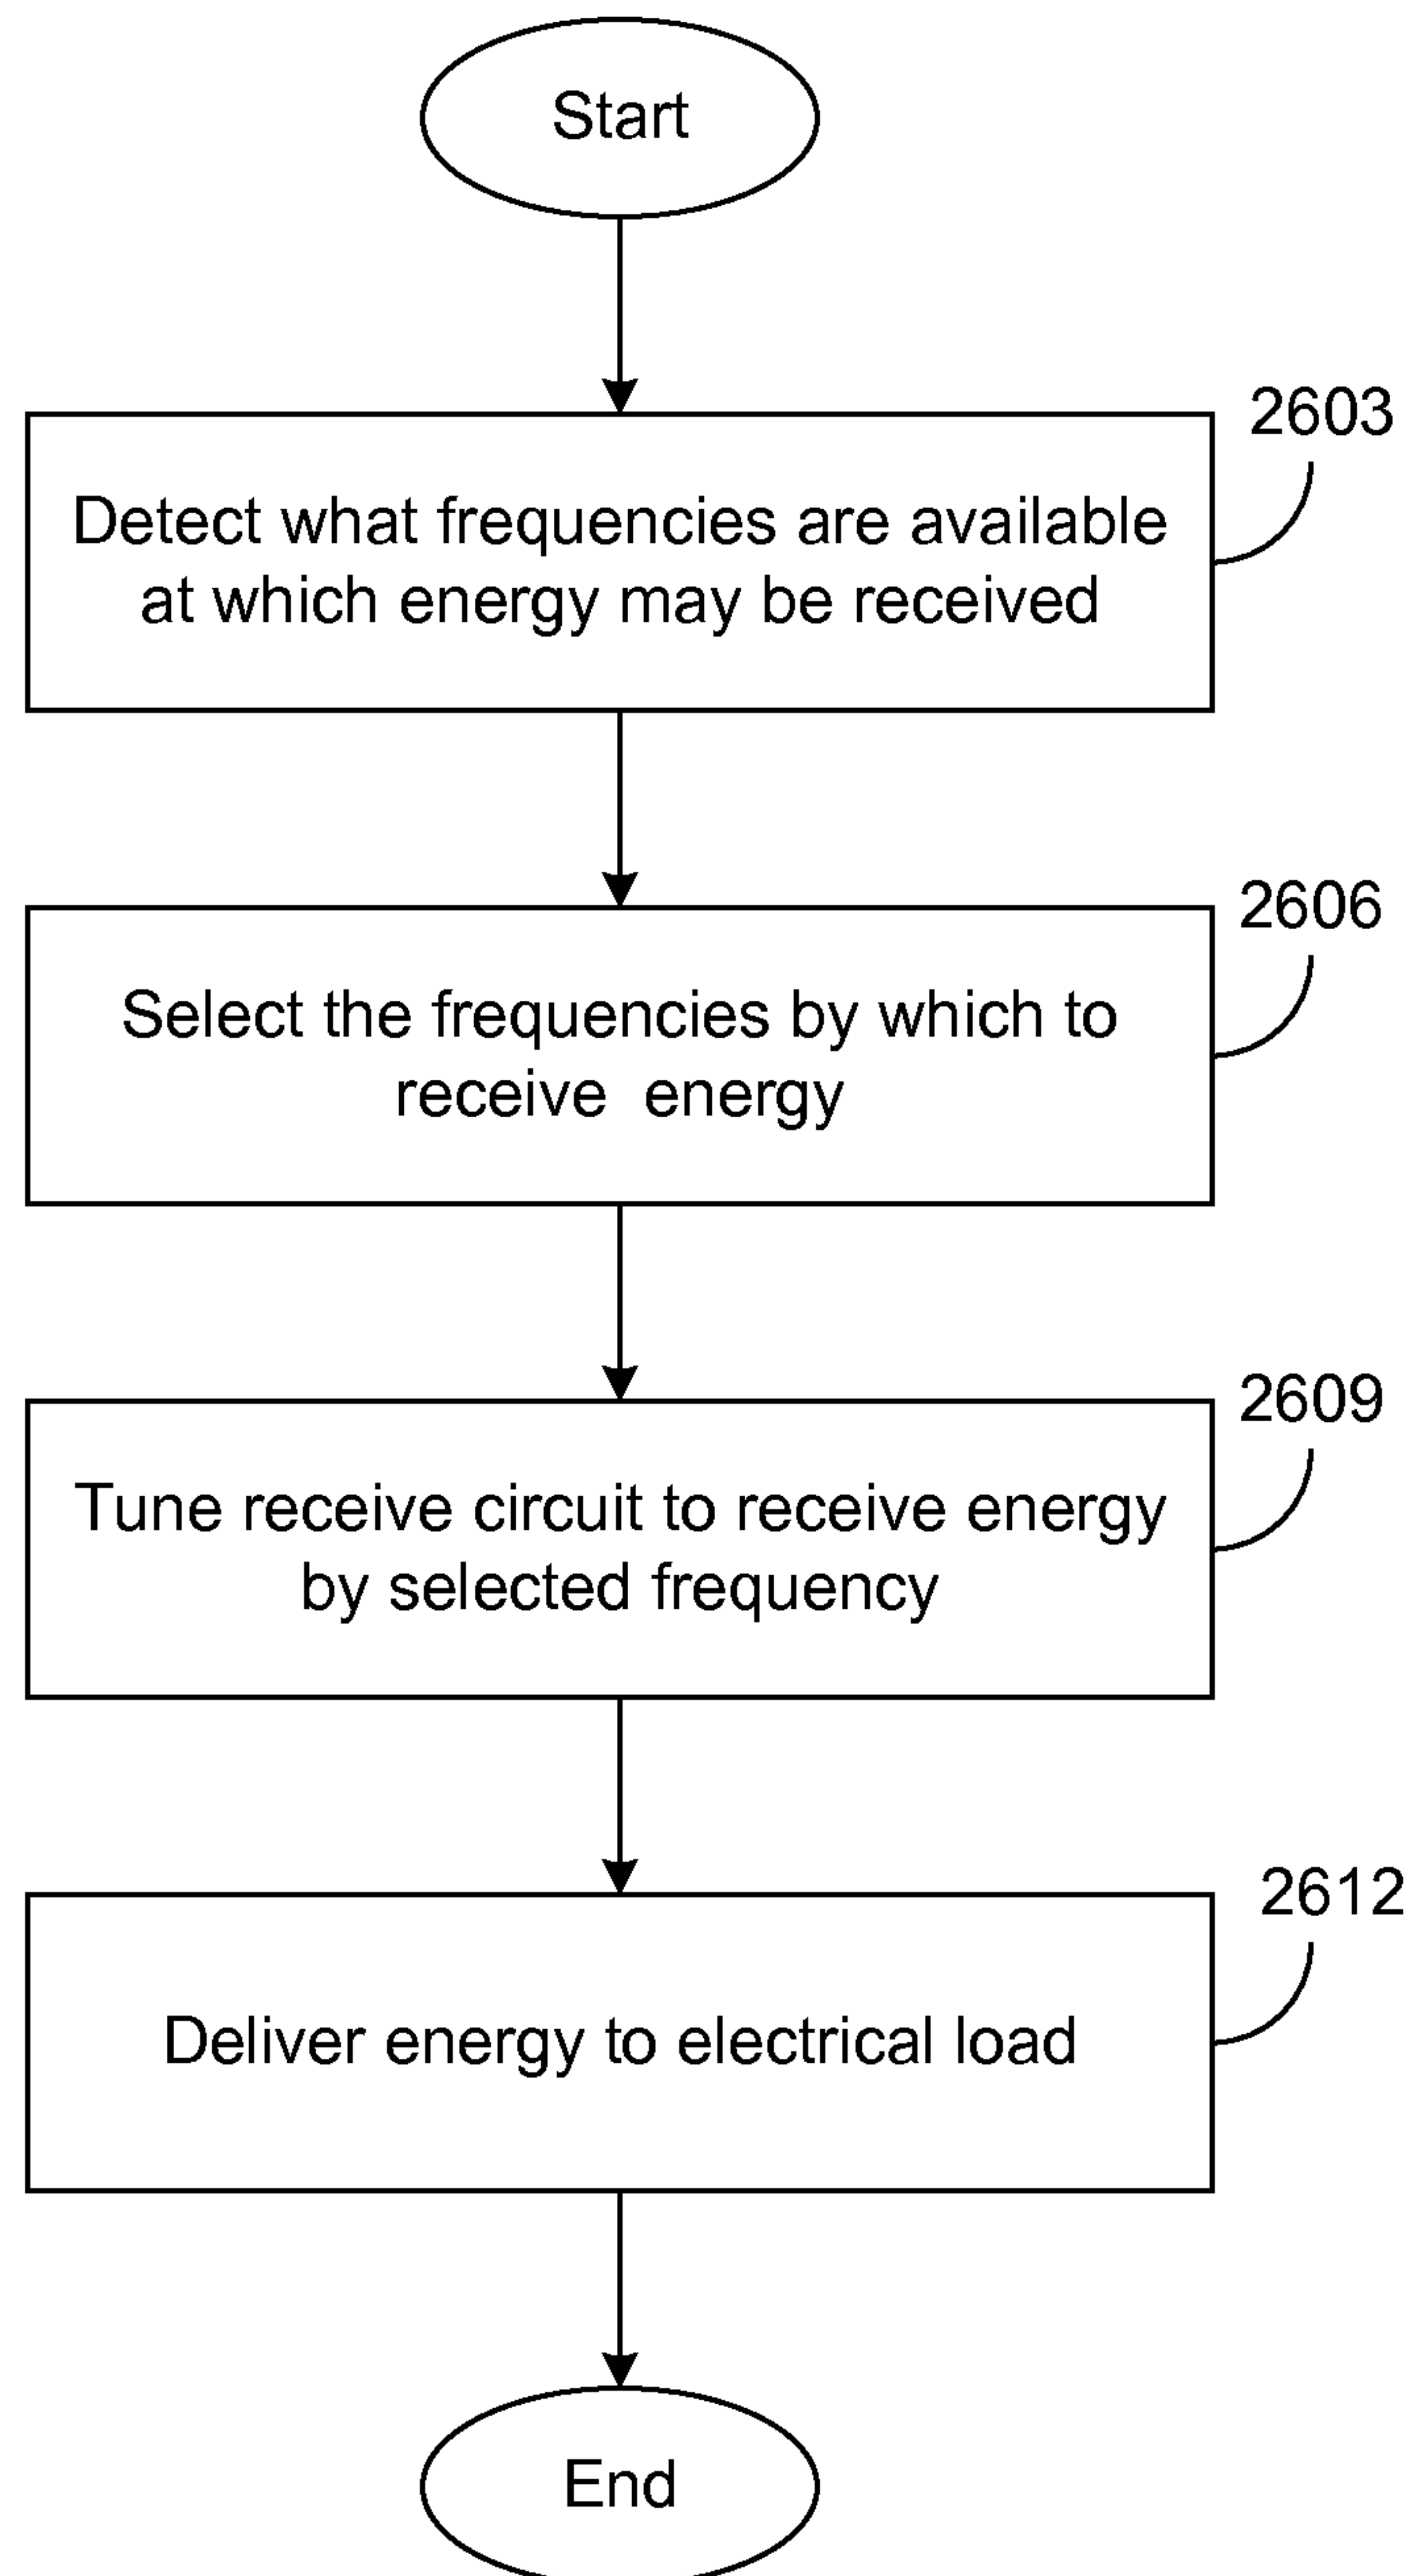 Start
2603
Detect what frequencies are available
at which energy may be received
2606
Select the frequencies by which to
receive  energy
2609
Tune receive circuit to receive energy
by selected frequency
2612
Deliver energy to electrical load
End